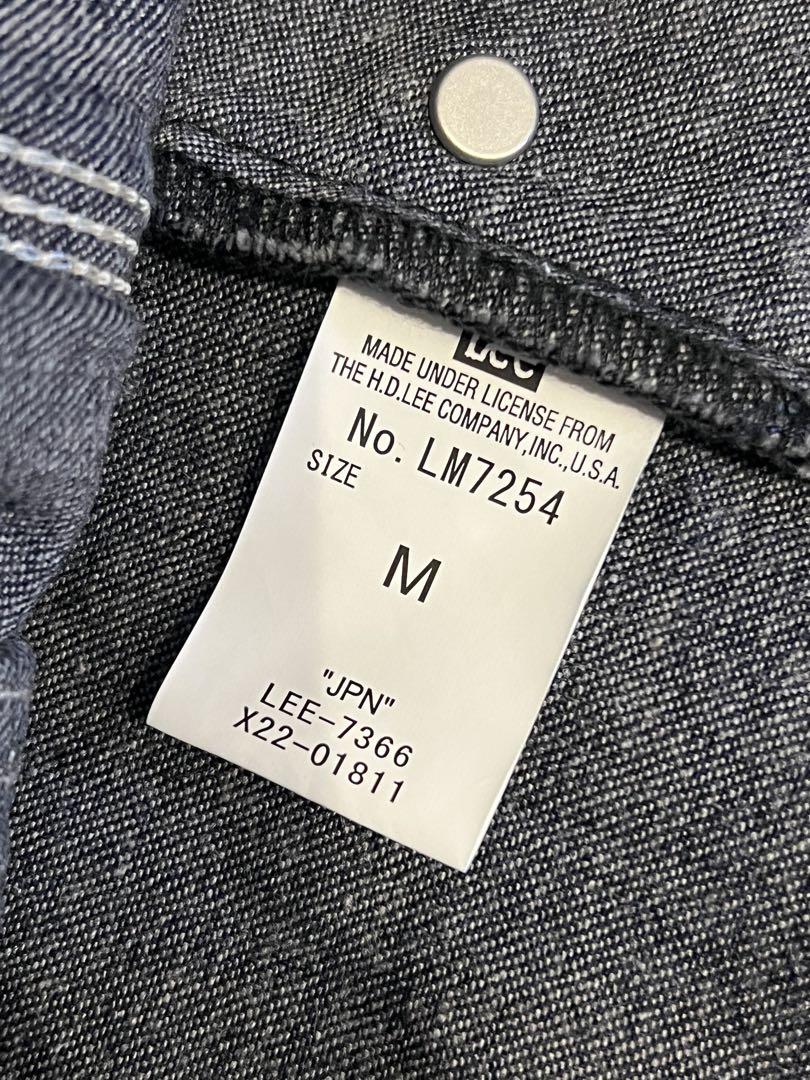 Lee
MADE UNDER LICENSE FROM
THE H.D.LEE COMPANY,INC.,U.S.A.
No. LM7254
SIZE
M
"JPN"
LEE-7366
X22-01811